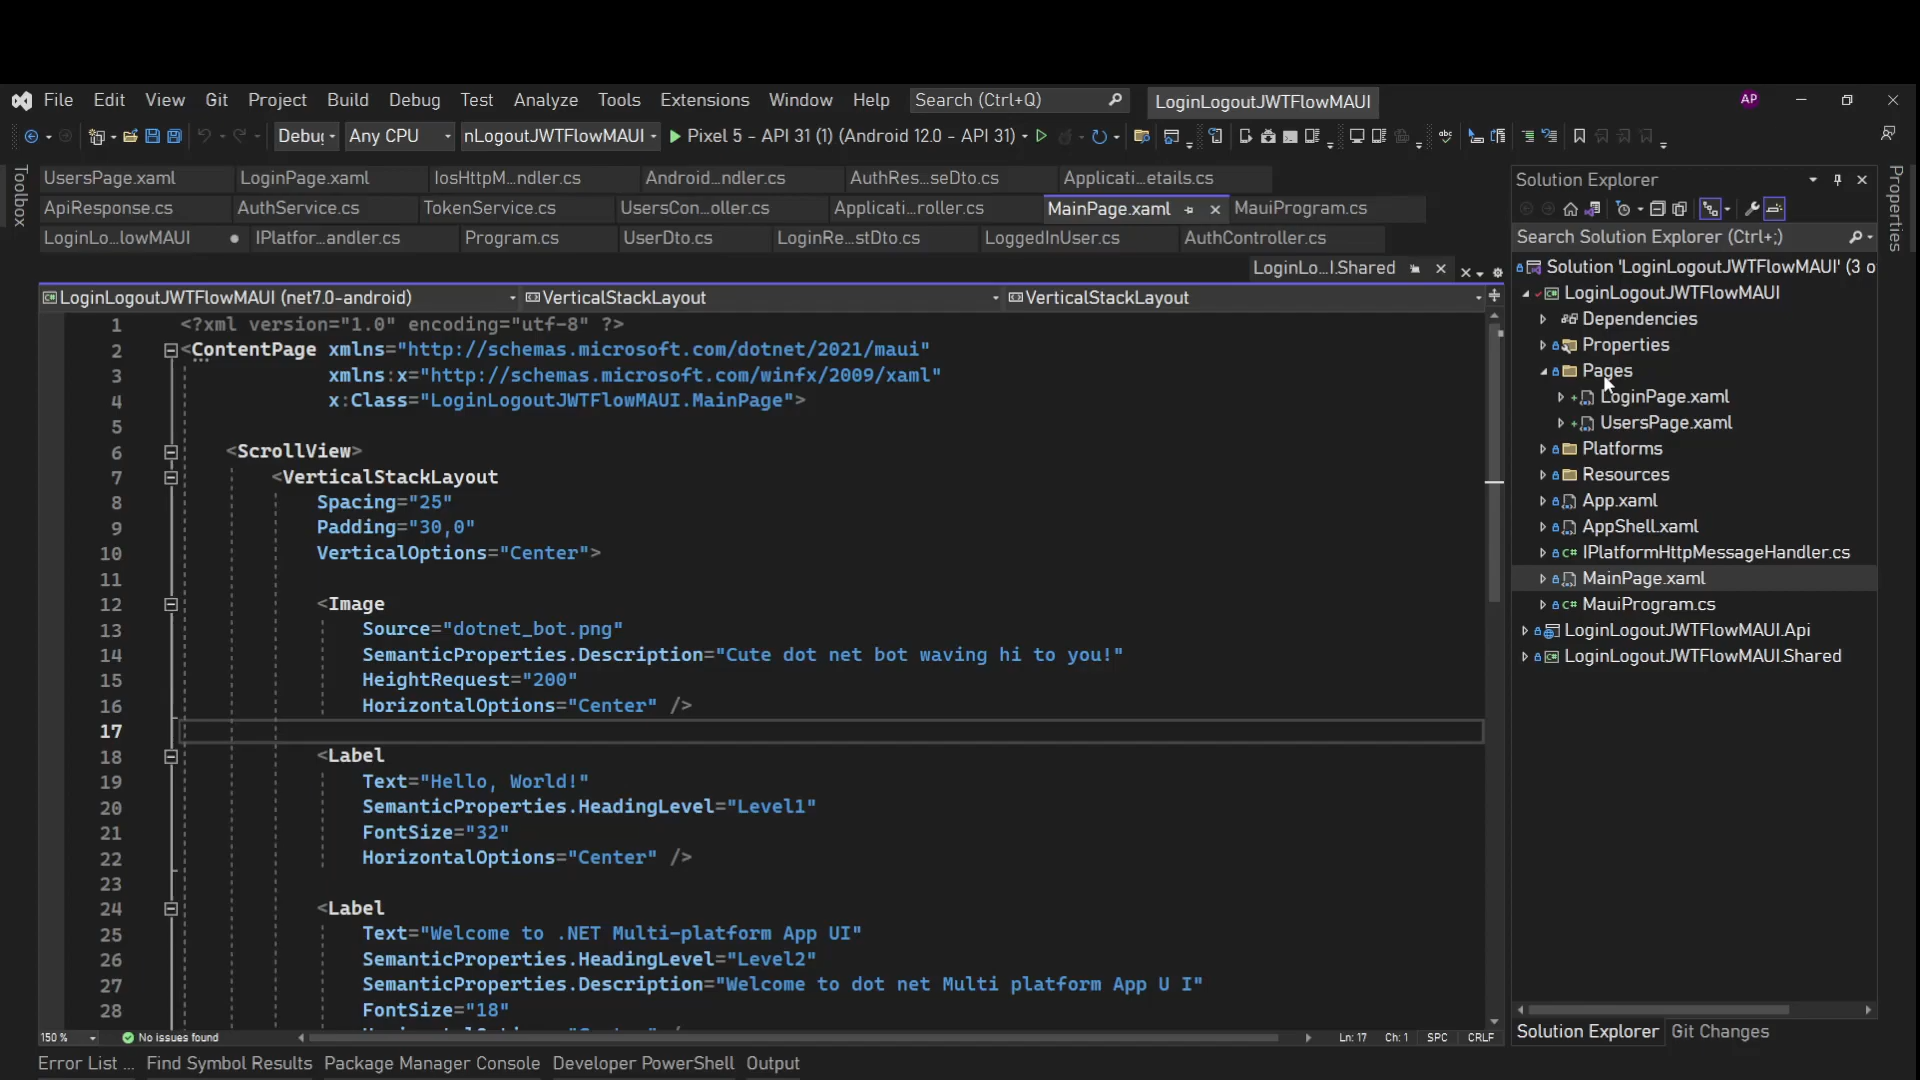 File Edit View Git Project Build Debug Test Analyze Tools Extensions Window Help Search (Ctrl+Q) LoginLogoutJWTFlowMAUI AP
Debug Any CPU nLogoutJWTFlowMAUI Pixel 5 - API 31 (1) (Android 12.0 - API 31)
Toolbox
UsersPage.xaml LoginPage.xaml IosHttpM...ndler.cs Android...ndler.cs AuthRes...seDto.cs Applicati...etails.cs
ApiResponse.cs AuthService.cs TokenService.cs UsersCon...oller.cs Applicati...roller.cs MainPage.xaml MauiProgram.cs
LoginLo...lowMAUI IPlatfor...andler.cs Program.cs UserDto.cs LoginRe...stDto.cs LoggedInUser.cs AuthController.cs
LoginLo...I.Shared
LoginLogoutJWTFlowMAUI (net7.0-android) VerticalStackLayout VerticalStackLayout
1 <?xml version="1.0" encoding="utf-8" ?>
2 <ContentPage xmlns="http://schemas.microsoft.com/dotnet/2021/maui"
3 xmlns:x="http://schemas.microsoft.com/winfx/2009/xaml"
4 x:Class="LoginLogoutJWTFlowMAUI.MainPage">
5
6 <ScrollView>
7 <VerticalStackLayout
8 Spacing="25"
9 Padding="30,0"
10 VerticalOptions="Center">
11
12 <Image
13 Source="dotnet_bot.png"
14 SemanticProperties.Description="Cute dot net bot waving hi to you!"
15 HeightRequest="200"
16 HorizontalOptions="Center" />
17
18 <Label
19 Text="Hello, World!"
20 SemanticProperties.HeadingLevel="Level1"
21 FontSize="32"
22 HorizontalOptions="Center" />
23
24 <Label
25 Text="Welcome to .NET Multi-platform App UI"
26 SemanticProperties.HeadingLevel="Level2"
27 SemanticProperties.Description="Welcome to dot net Multi platform App U I"
28 FontSize="18"
150 % No issues found Ln: 17 Ch: 1 SPC CRLF
Error List ... Find Symbol Results Package Manager Console Developer PowerShell Output
Solution Explorer
Search Solution Explorer (Ctrl+;)
Solution 'LoginLogoutJWTFlowMAUI' (3 o
LoginLogoutJWTFlowMAUI
Dependencies
Properties
Pages
LoginPage.xaml
UsersPage.xaml
Platforms
Resources
App.xaml
AppShell.xaml
IPlatformHttpMessageHandler.cs
MainPage.xaml
MauiProgram.cs
LoginLogoutJWTFlowMAUI.Api
LoginLogoutJWTFlowMAUI.Shared
Solution Explorer Git Changes
Properties